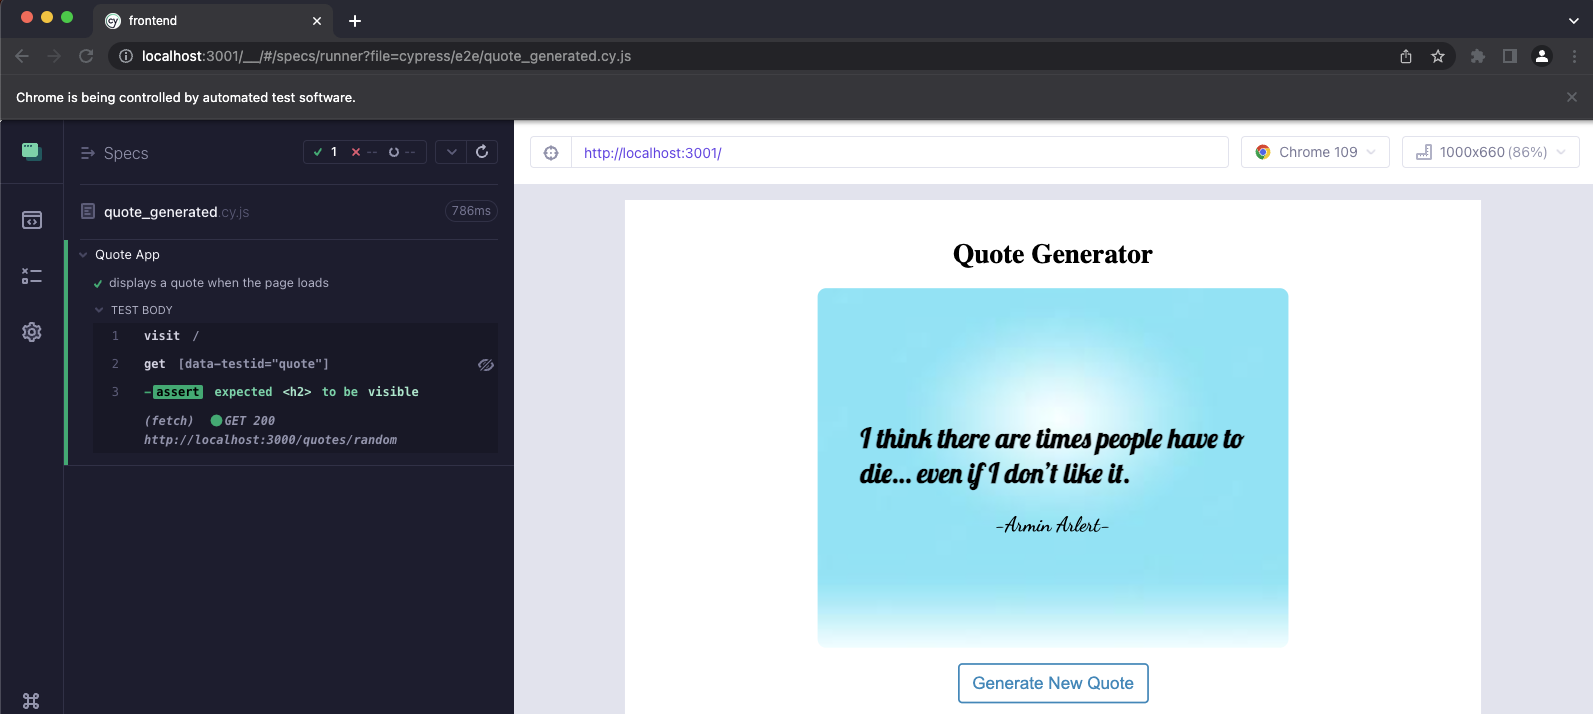 frontend
localhost:3001/__/#/specs/runner?file=cypress/e2e/quote_generated.cy.js
Chrome is being controlled by automated test software.
Specs
1 -- --
http://localhost:3001/
Chrome 109
1000x660 (86%)
quote_generated.cy.js
786ms
Quote App
displays a quote when the page loads
TEST BODY
1 visit /
2 get [data-testid="quote"]
3 -assert expected <h2> to be visible
(fetch) GET 200
http://localhost:3000/quotes/random
Quote Generator
I think there are times people have to
die... even if I don't like it.
-Armin Arlert-
Generate New Quote